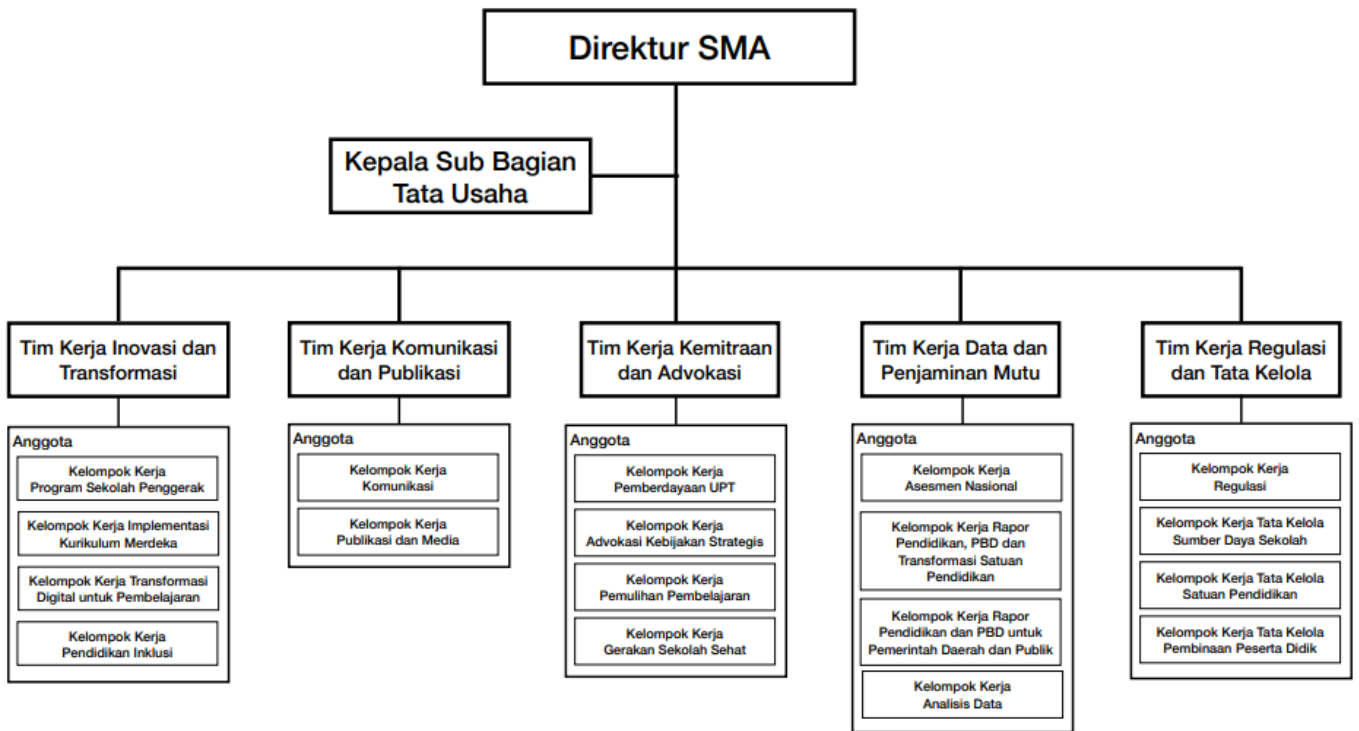 Direktur SMA
Kepala Sub Bagian
Tata Usaha
Tim Kerja Inovasi dan
Transformasi
Anggota
Kelompok Kerja
Program Sekolah Penggerak
Kelompok Kerja Implementasi
Kurikulum Merdeka
Kelompok Kerja Transformasi
Digital untuk Pembelajaran
Kelompok Kerja
Pendidikan Inklusi
Tim Kerja Komunikasi
dan Publikasi
Anggota
Kelompok Kerja
Komunikasi
Kelompok Kerja
Publikasi dan Media
Tim Kerja Kemitraan
dan Advokasi
Anggota
Kelompok Kerja
Pemberdayaan UPT
Kelompok Kerja
Advokasi Kebijakan Strategis
Kelompok Kerja
Pemulihan Pembelajaran
Kelompok Kerja
Gerakan Sekolah Sehat
Tim Kerja Data dan
Penjaminan Mutu
Anggota
Kelompok Kerja
Asesmen Nasional
Kelompok Kerja Rapor
Pendidikan, PBD dan
Transformasi Satuan
Pendidikan
Kelompok Kerja Rapor
Pendidikan dan PBD untuk
Pemerintah Daerah dan Publik
Kelompok Kerja
Analisis Data
Tim Kerja Regulasi
dan Tata Kelola
Anggota
Kelompok Kerja
Regulasi
Kelompok Kerja Tata Kelola
Sumber Daya Sekolah
Kelompok Kerja Tata Kelola
Satuan Pendidikan
Kelompok Kerja Tata Kelola
Pembinaan Peserta Didik